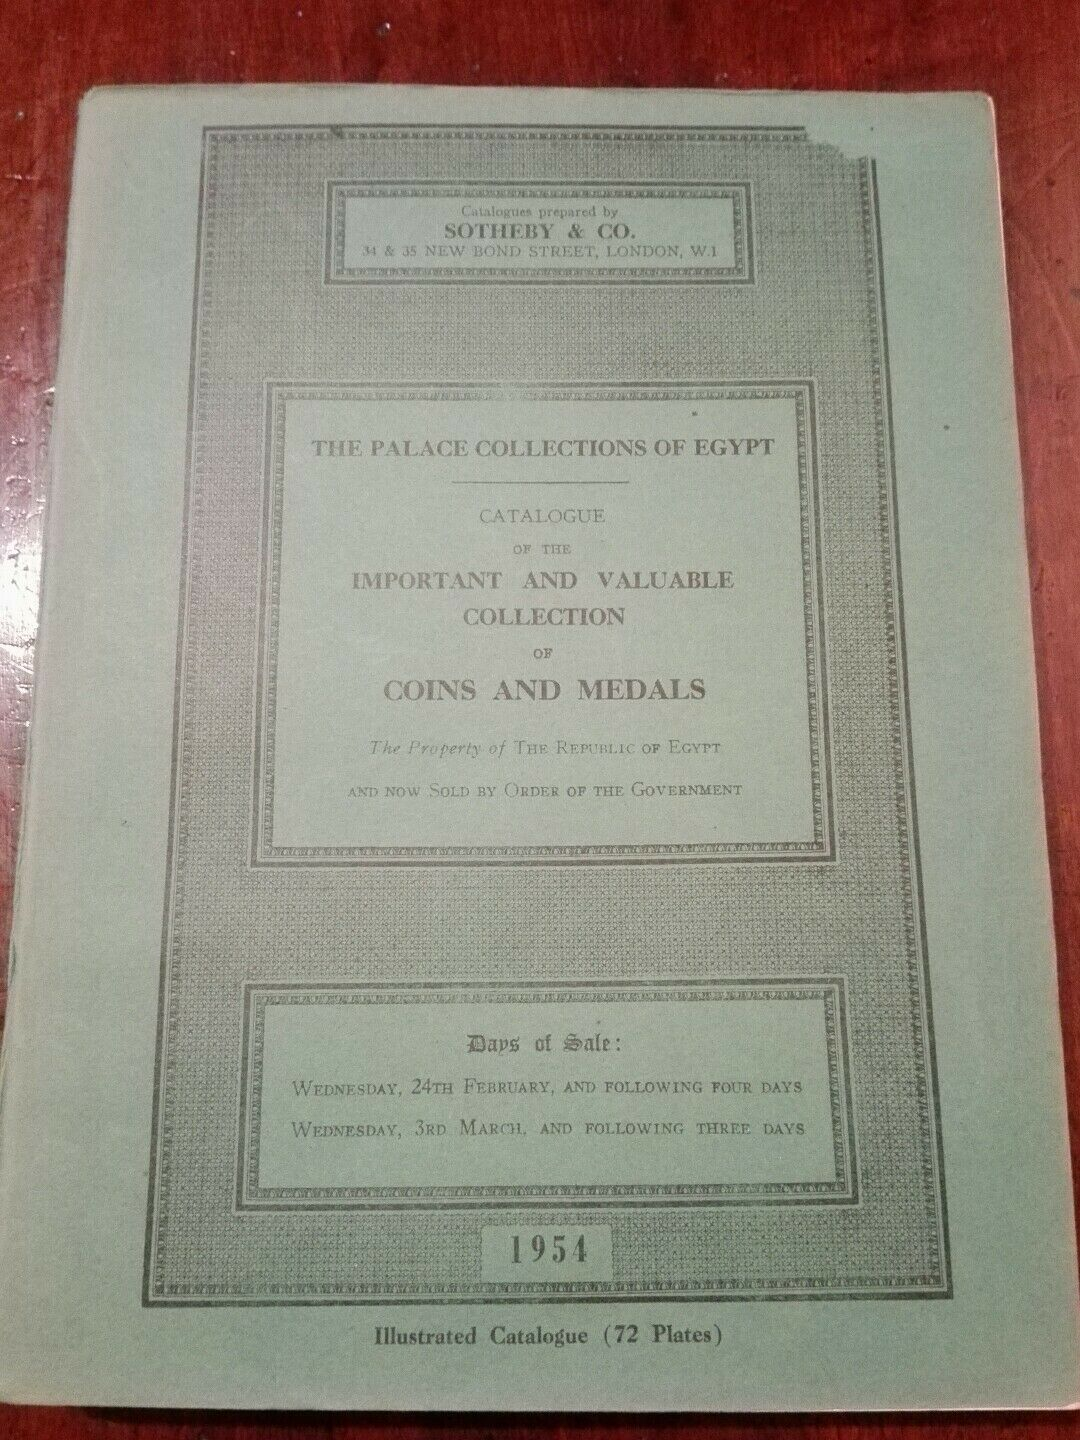 Catalogues prepared by
SOTHEBY & CO.
34 & 35 NEW BOND STREET, LONDON, W.1
THE PALACE COLLECTIONS OF EGYPT
CATALOGUE
OF THE
IMPORTANT AND VALUABLE
COLLECTION
OF
COINS AND MEDALS
The Property of THE REPUBLIC OF EGYPT
AND NOW SOLD BY ORDER OF THE GOVERNMENT
Days of Sale:
WEDNESDAY, 24TH FEBRUARY, AND FOLLOWING FOUR DAYS
WEDNESDAY, 3RD MARCH, AND FOLLOWING THREE DAYS
1954
Illustrated Catalogue (72 Plates)